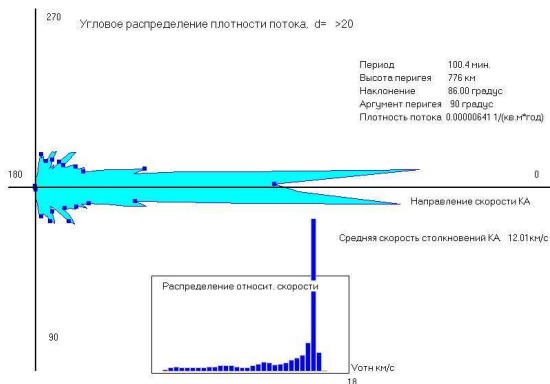 270
Угловое распределение плотности потока, d= >20
Период 100.4 мин.
Высота перигея 776 км
Наклонение 86.00 градус
Аргумент перигея 90 градус
Плотность потока 0.00000641 1/(кв.м*год)
180
0
Направление скорости КА
Средняя скорость столкновений КА 12.01км/с
Распределение относит. скорости
90
Vотн км/с
18